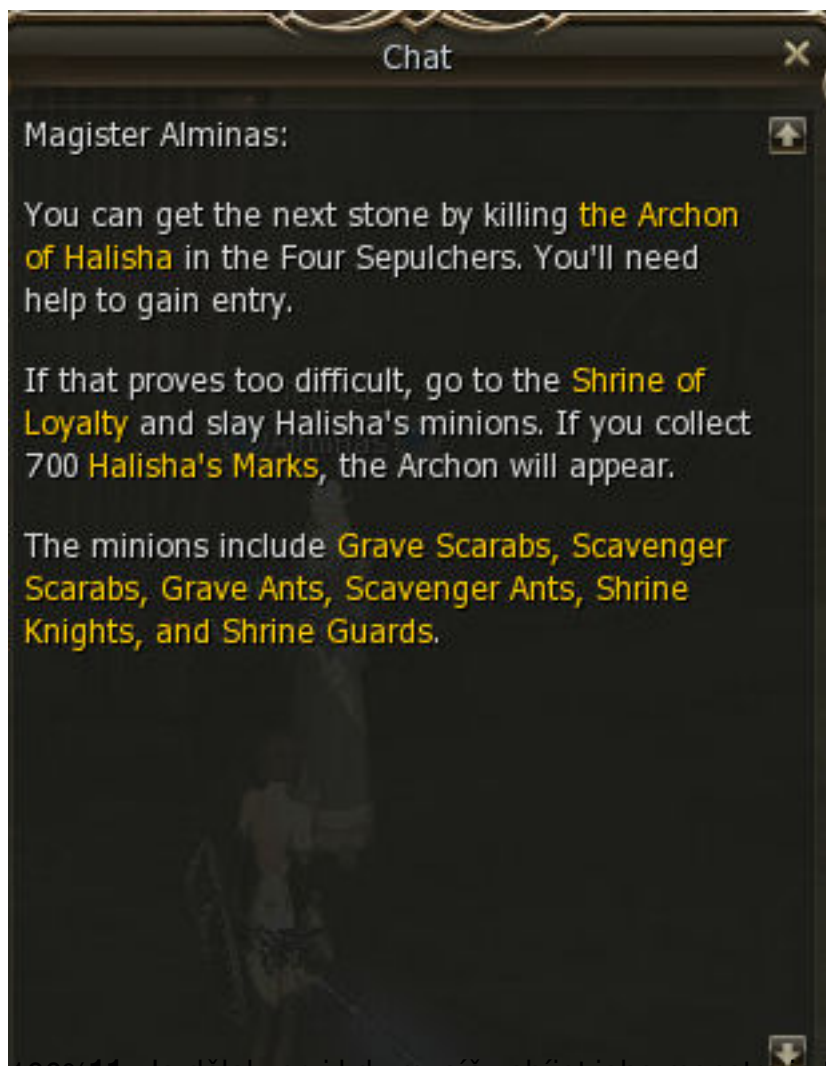 Chat
Magister Alminas:
You can get the next stone by killing the Archon
of Halisha in the Four Sepulchers. You'll need
help to gain entry.
If that proves too difficult, go to the Shrine of
Loyalty and slay Halisha's minions. If you collect
700 Halisha's Marks, the Archon will appear.
The minions include Grave Scarabs, Scavenger
Scarabs, Grave Ants, Scavenger Ants, Shrine
Knights, and Shrine Guards.